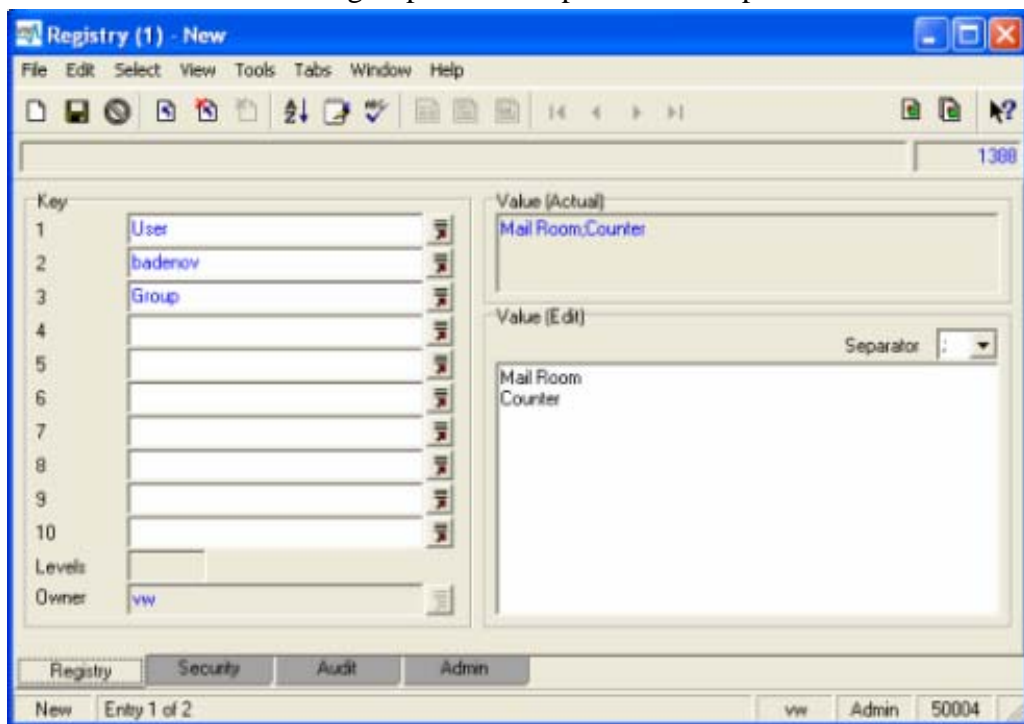 Registry (1) - New
File Edit Select View Tools Tabs Window Help
1388
Key
1 User
2 badenov
3 Group
4
5
6
7
8
9
10
Levels
Owner vw
Value (Actual)
Mail Room;Counter
Value (Edit)
Separator ;
Mail Room
Counter
Registry Security Audit Admin
New Entry 1 of 2 vw Admin 50004